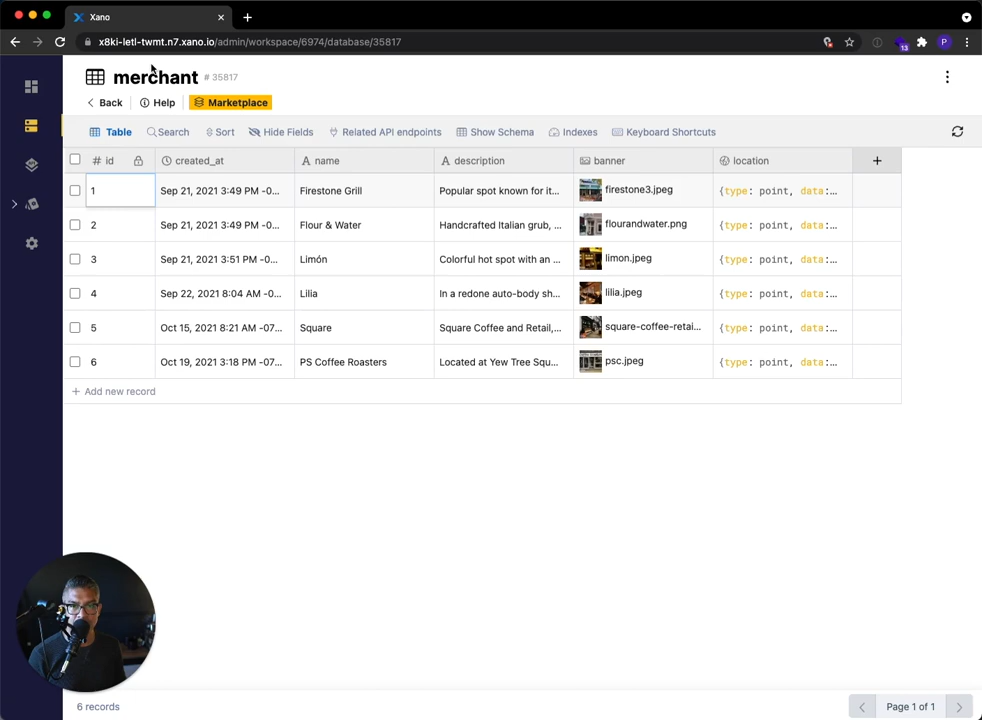 Xano
x8ki-letl-twmt.n7.xano.io/admin/workspace/6974/database/35817
13
P
merchant # 35817
Back Help Marketplace
Table Search Sort Hide Fields Related API endpoints Show Schema Indexes Keyboard Shortcuts
# id created_at name description banner location
1 Sep 21, 2021 3:49 PM -0... Firestone Grill Popular spot known for it... firestone3.jpeg {type: point, data:...
2 Sep 21, 2021 3:49 PM -0... Flour & Water Handcrafted Italian grub, ... flourandwater.png {type: point, data:...
3 Sep 21, 2021 3:51 PM -0... Limón Colorful hot spot with an ... limon.jpeg {type: point, data:...
4 Sep 22, 2021 8:04 AM -0... Lilia In a redone auto-body sh... lilia.jpeg {type: point, data:...
5 Oct 15, 2021 8:21 AM -07... Square Square Coffee and Retail,... square-coffee-retai... {type: point, data:...
6 Oct 19, 2021 3:18 PM -07... PS Coffee Roasters Located at Yew Tree Squ... psc.jpeg {type: point, data:...
+ Add new record
6 records
Page 1 of 1